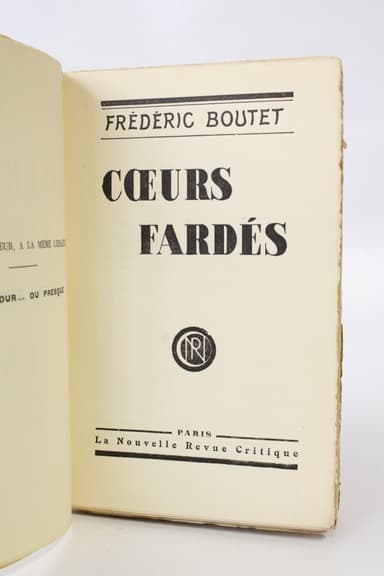 EUR, A LA MÊME LIBRAI
OUR... OU PRESQUE
FRÉDÉRIC BOUTET
CŒURS
FARDÉS
NRC
PARIS
La Nouvelle Revue Critique